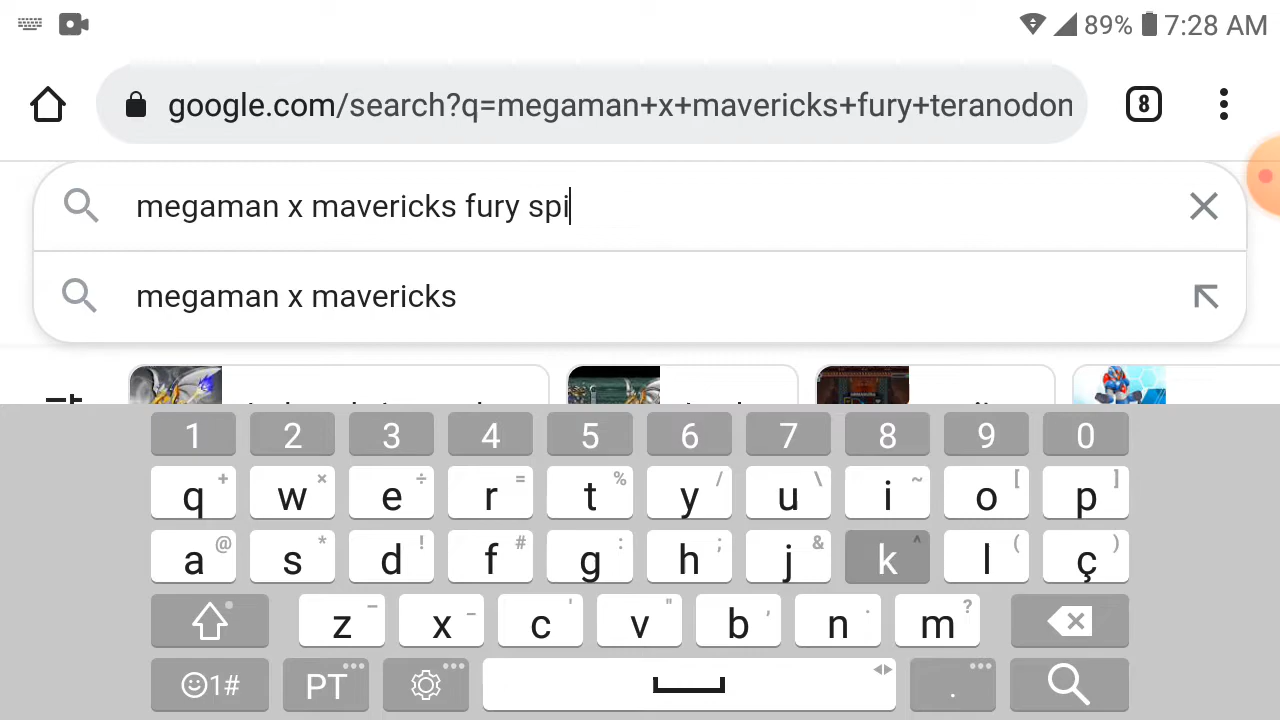 89% 7:28 AM
google.com/search?q=megaman+x+mavericks+fury+teranodon
8
megaman x mavericks fury spi
megaman x mavericks
1 2 3 4 5 6 7 8 9 0
q + w × e ÷ r = t % y / u \ i ~ o [ p ]
a @ s * d ! f # g : h ; j & k ^ l ( ç )
z − x _ c ' v " b , n . m ?
1# PT ... ... . ...